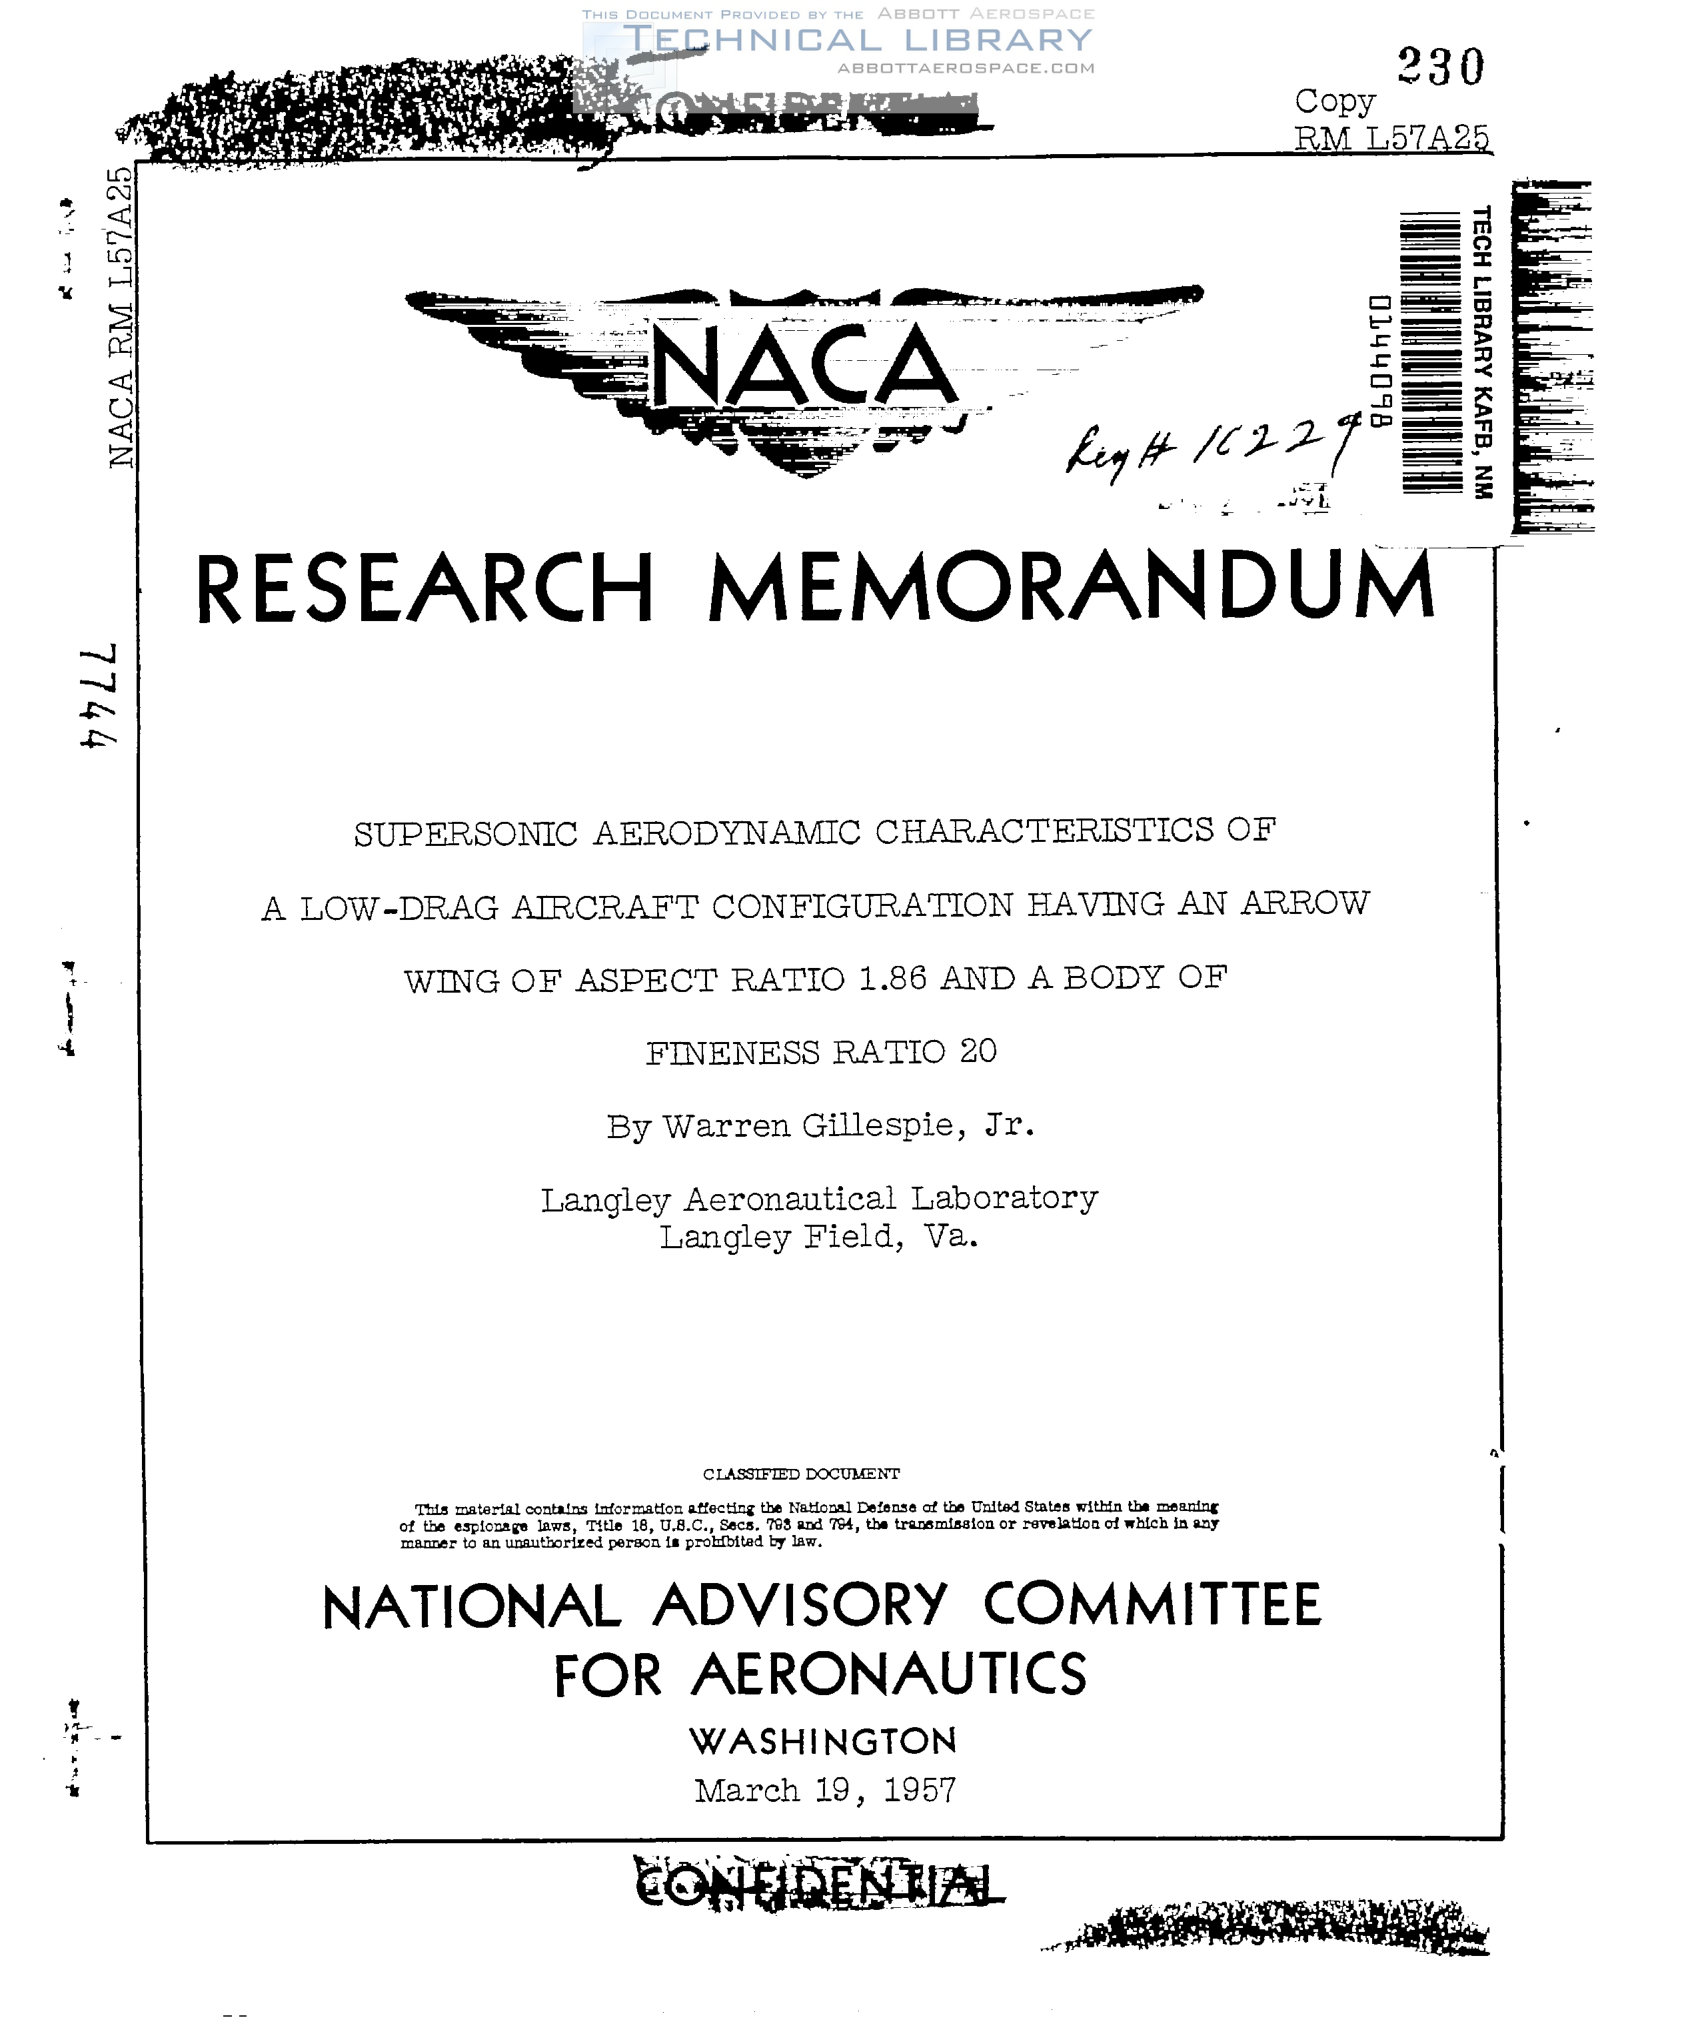 THIS DOCUMENT PROVIDED BY THE ABBOTT AEROSPACE
TECHNICAL LIBRARY
ABBOTTAEROSPACE.COM
CONFIDENTIAL
230
Copy
RM L57A25
NACA RM L57A25
TECH LIBRARY KAFB, NM
0144098
NACA
Reg# 16229
RESEARCH MEMORANDUM
7744
SUPERSONIC AERODYNAMIC CHARACTERISTICS OF
A LOW-DRAG AIRCRAFT CONFIGURATION HAVING AN ARROW
WING OF ASPECT RATIO 1.86 AND A BODY OF
FINENESS RATIO 20
By Warren Gillespie, Jr.
Langley Aeronautical Laboratory
Langley Field, Va.
CLASSIFIED DOCUMENT
This material contains information affecting the National Defense of the United States within the meaning
of the espionage laws, Title 18, U.S.C., Secs. 793 and 794, the transmission or revelation of which in any
manner to an unauthorized person is prohibited by law.
NATIONAL ADVISORY COMMITTEE
FOR AERONAUTICS
WASHINGTON
March 19, 1957
CONFIDENTIAL